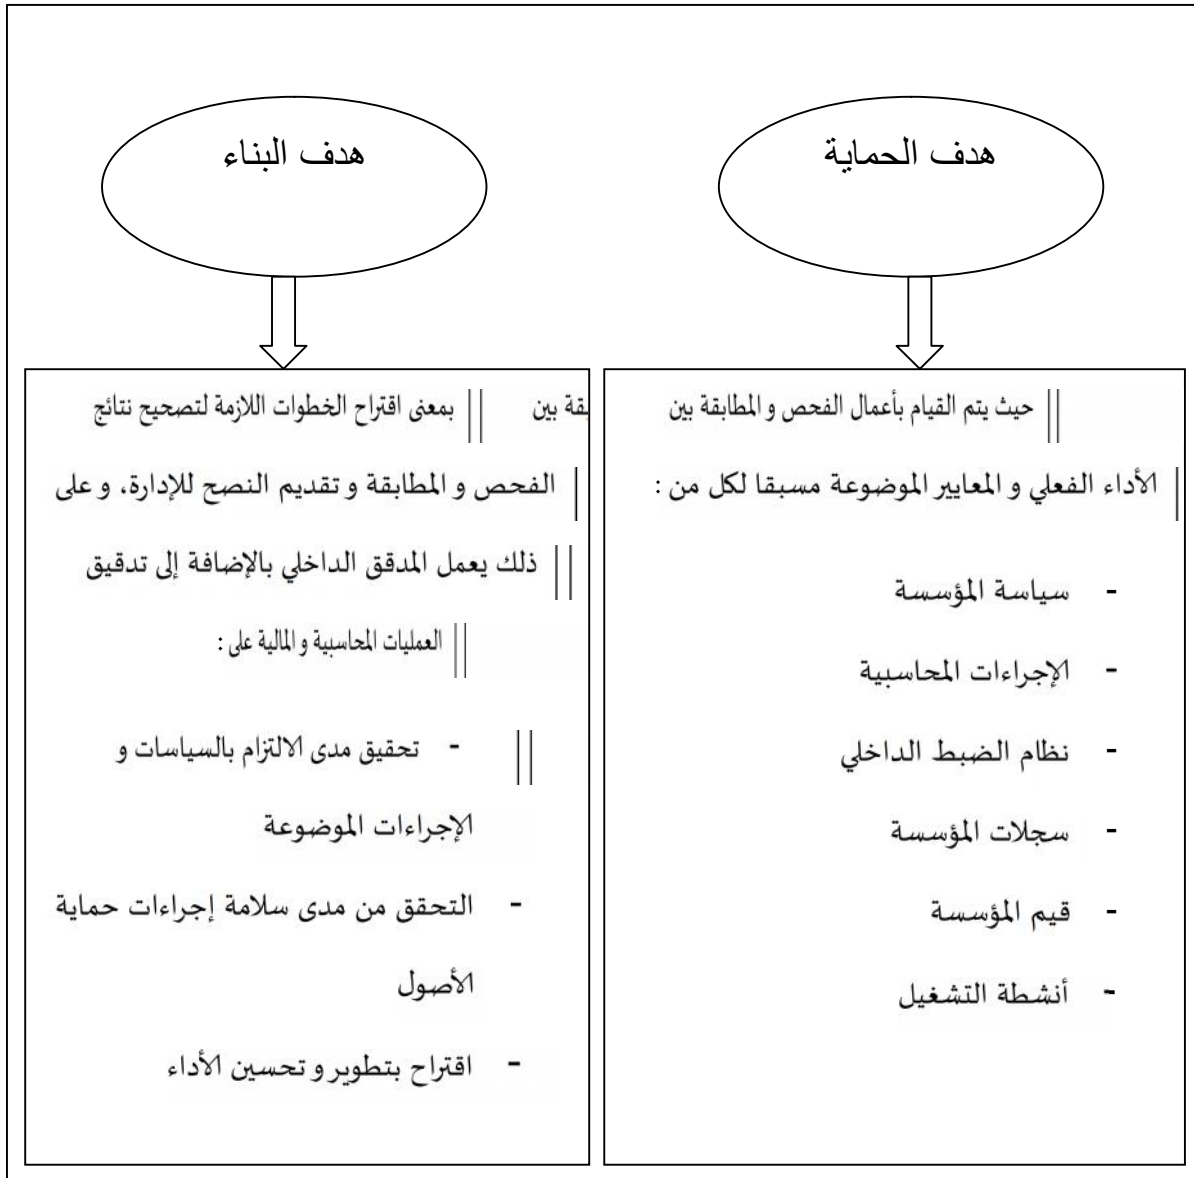 هدف الحماية
حيث يتم القيام بأعمال الفحص و المطابقة بين
الأداء الفعلي و المعايير الموضوعة مسبقا لكل من :
- سياسة المؤسسة
- الإجراءات المحاسبية
- نظام الضبط الداخلي
- سجلات المؤسسة
- قيم المؤسسة
- أنشطة التشغيل
هدف البناء
بمعنى اقتراح الخطوات اللازمة لتصحيح نتائج
الفحص و المطابقة و تقديم النصح للإدارة، و على
ذلك يعمل المدقق الداخلي بالإضافة إلى تدقيق
العمليات المحاسبية و المالية على :
- تحقيق مدى الالتزام بالسياسات و
الإجراءات الموضوعة
- التحقق من مدى سلامة إجراءات حماية
الأصول
- اقتراح بتطوير و تحسين الأداء